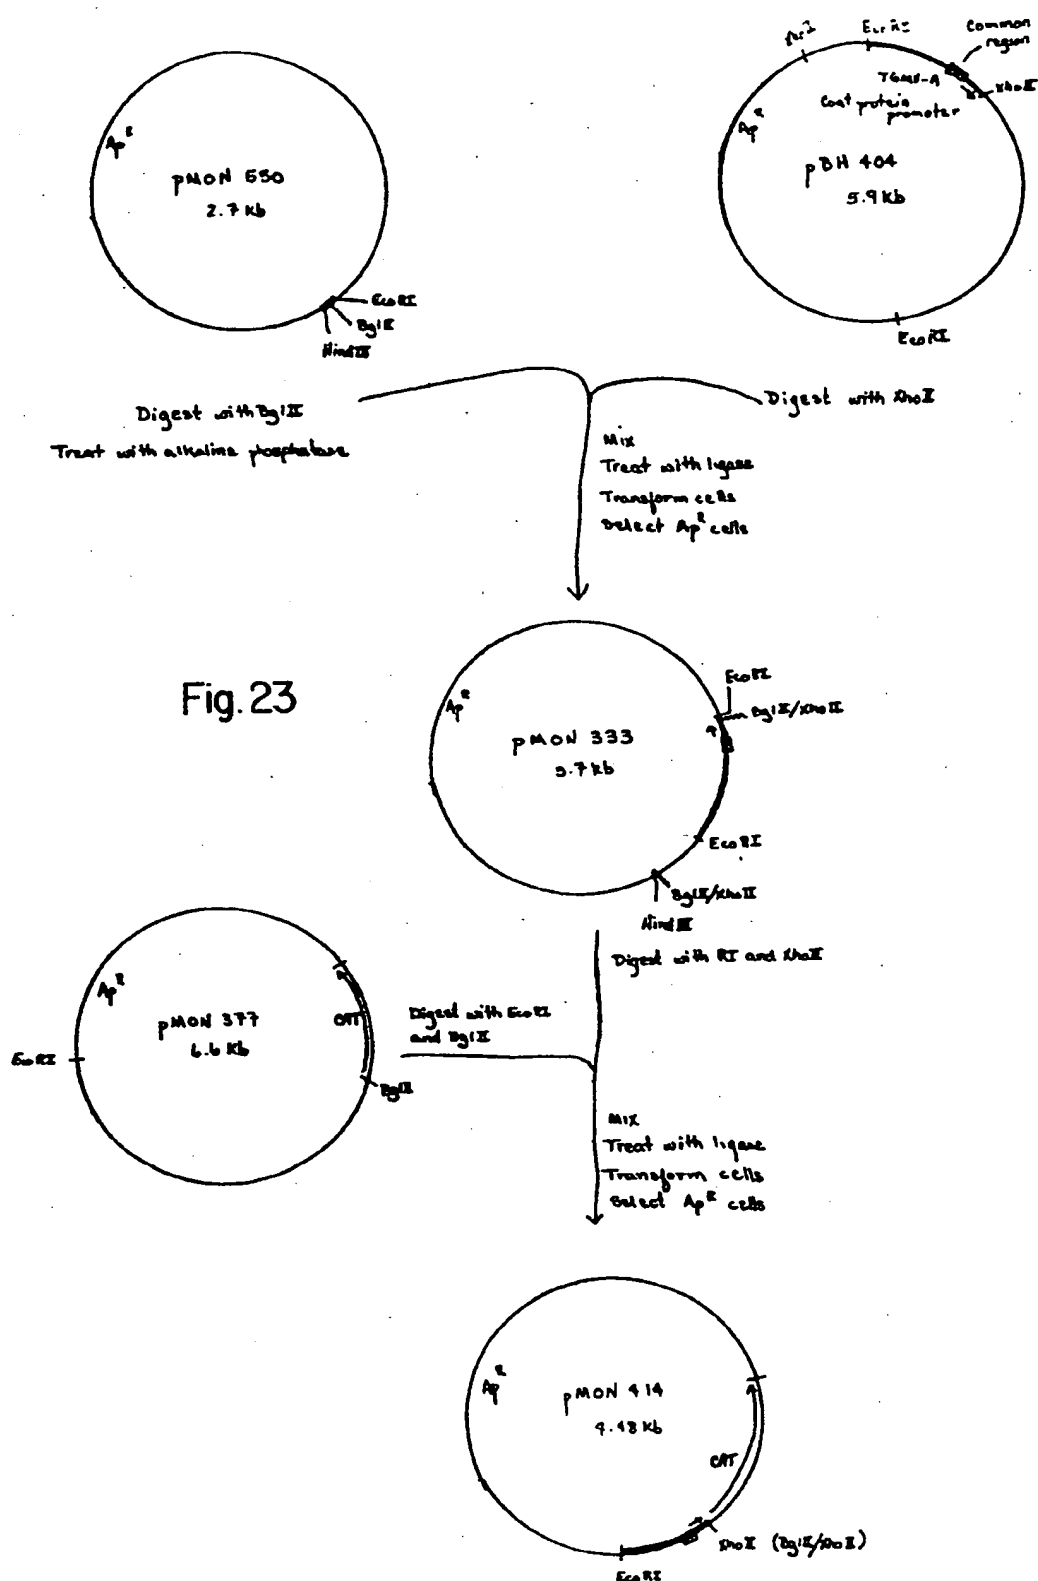 EcoRI
Common
region
TGMV-A
XhoII
Coat protein
promoter
Ap R
Ap R
pMON 550
2.7 kb
pBH 404
5.9 kb
EcoRI
BglII
HindIII
EcoRI
Digest with BglII
Treat with alkaline phosphatase
Digest with XhoII
Mix
Treat with ligase
Transform cells
Select Ap R cells
Fig. 23
Ap R
pMON 333
EcoRI
BglII/XhoII
EcoRI
BglII/XhoII
HindIII
Digest with RI and XhoII
Ap R
pMON 377
6.6 kb
CAT
EcoRI
BglII
Digest with EcoRI
and BglII
Mix
Treat with ligase
Transform cells
Select Ap R cells
Ap R
pMON 414
4.48 kb
CAT
XhoII (BglII/XhoII)
EcoRI